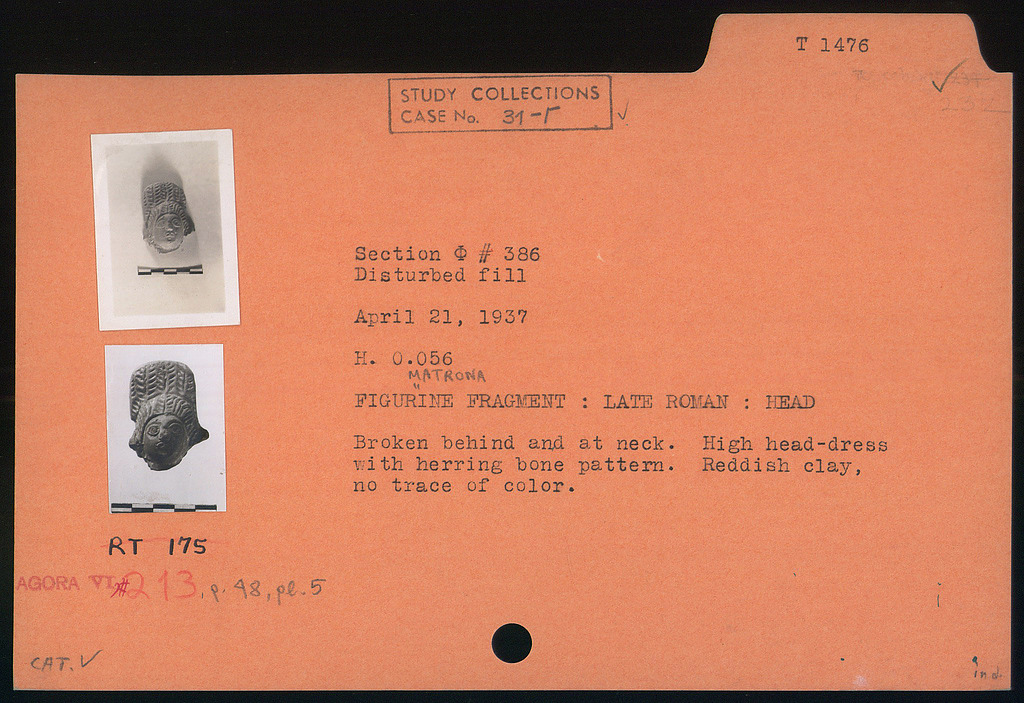 T 1476
STUDY COLLECTIONS
CASE No. 31-Γ
Section Φ # 386
Disturbed fill
April 21, 1937
H. 0.056
MATRONA
FIGURINE FRAGMENT : LATE ROMAN : HEAD
Broken behind and at neck. High head-dress
with herring bone pattern. Reddish clay,
no trace of color.
RT 175
AGORA VI # 213, p. 48, pl. 5
CAT. ✓
ind.